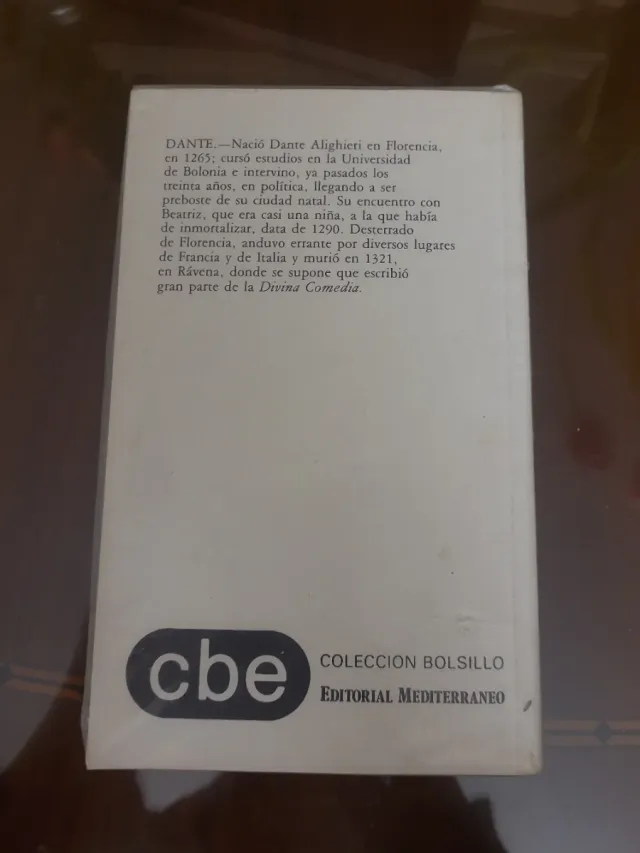 DANTE.—Nació Dante Alighieri en Florencia,
en 1265; cursó estudios en la Universidad
de Bolonia e intervino, ya pasados los
treinta años, en política, llegando a ser
preboste de su ciudad natal. Su encuentro con
Beatriz, que era casi una niña, a la que había
de inmortalizar, data de 1290. Desterrado
de Florencia, anduvo errante por diversos lugares
de Francia y de Italia y murió en 1321,
en Rávena, donde se supone que escribió
gran parte de la Divina Comedia.
cbe
COLECCION BOLSILLO
EDITORIAL MEDITERRANEO